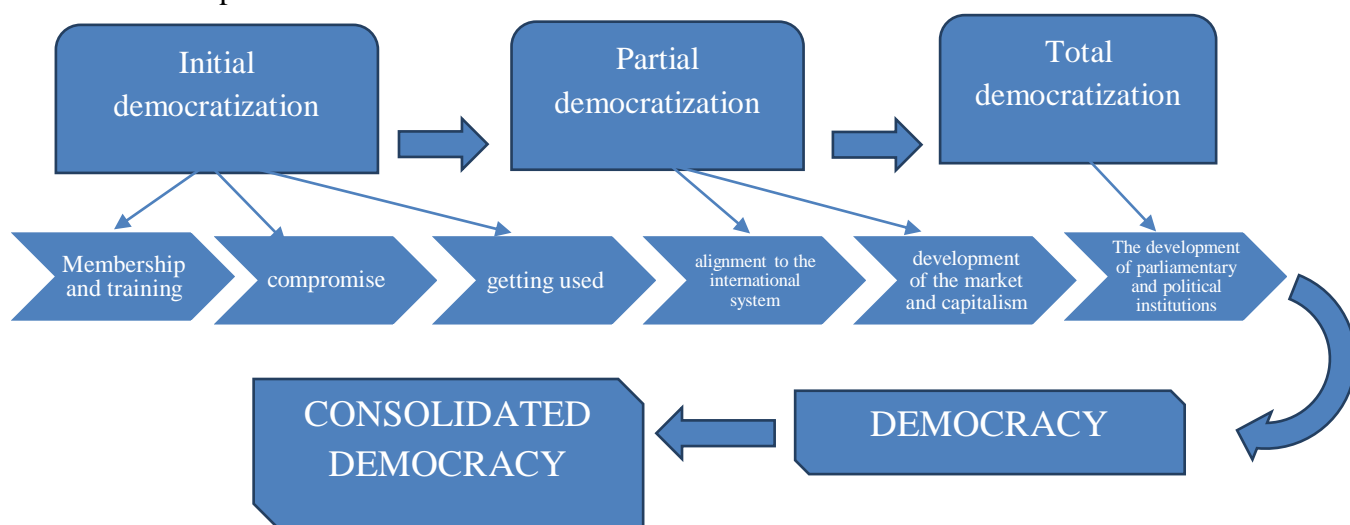 Initial
democratization
Partial
democratization
Total
democratization
Membership
and training
compromise
getting used
alignment to the
international
system
development
of the market
and capitalism
The development
of parliamentary
and political
institutions
CONSOLIDATED
DEMOCRACY
DEMOCRACY